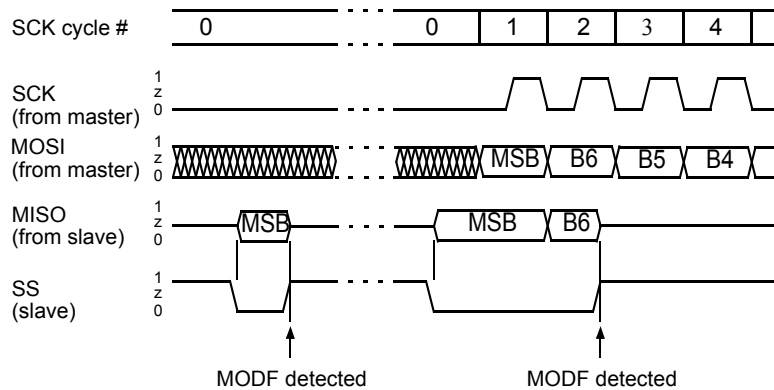 SCK cycle # 0 0 1 2 3 4
SCK
(from master)
1
z
0
MOSI
(from master)
1
z
0
MSB B6 B5 B4
MISO
(from slave)
1
z
0
MSB MSB B6
SS
(slave)
1
z
0
MODF detected MODF detected